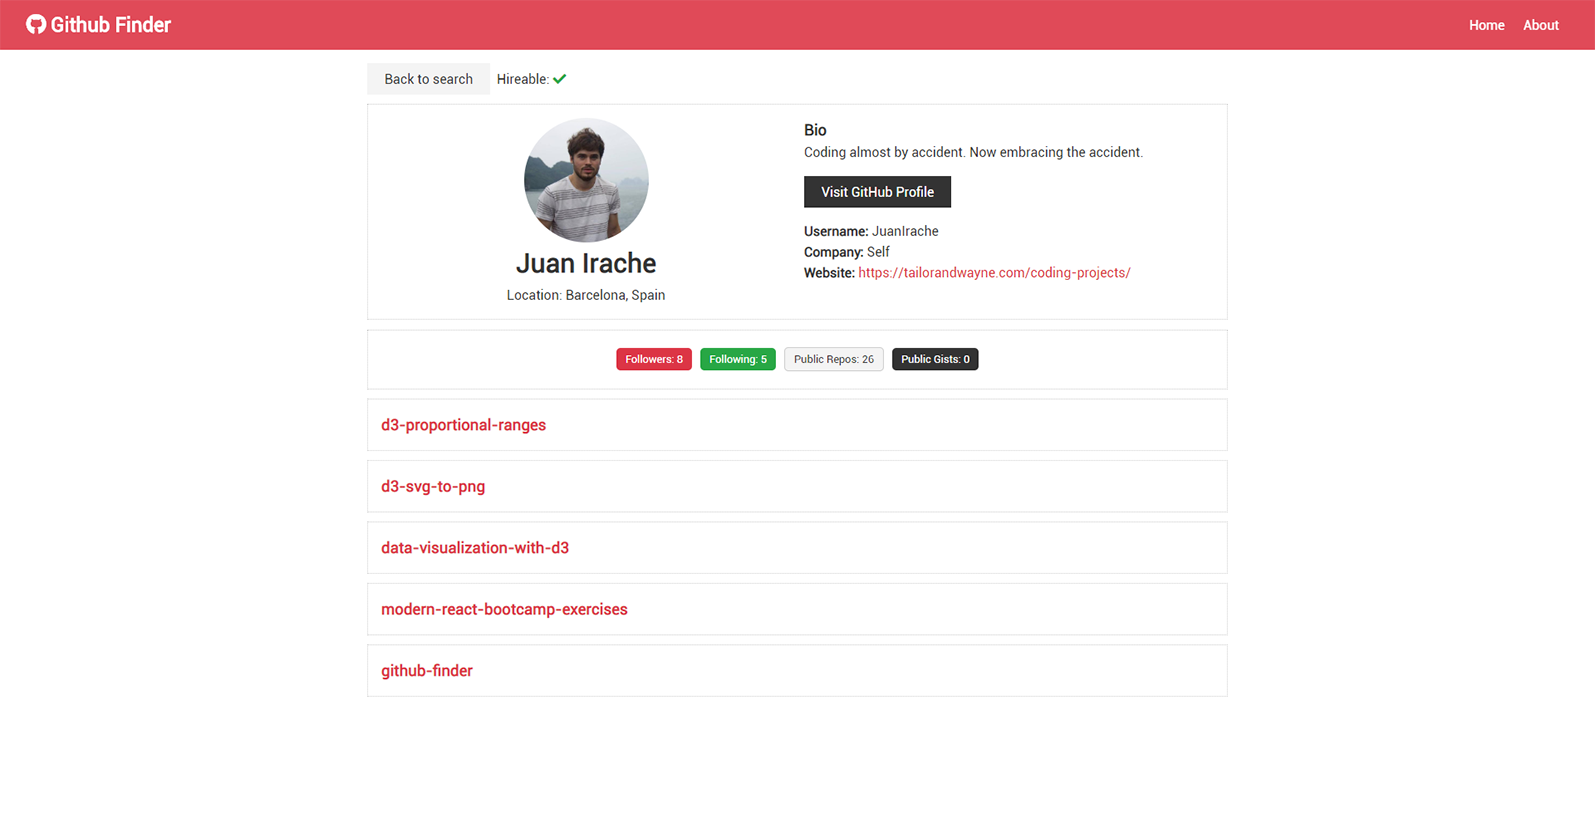 Github Finder
Home
About
Back to search
Hireable:
Juan Irache
Location: Barcelona, Spain
Bio
Coding almost by accident. Now embracing the accident.
Visit GitHub Profile
Username: JuanIrache
Company: Self
Website: https://tailorandwayne.com/coding-projects/
Followers: 8
Following: 5
Public Repos: 26
Public Gists: 0
d3-proportional-ranges
d3-svg-to-png
data-visualization-with-d3
modern-react-bootcamp-exercises
github-finder